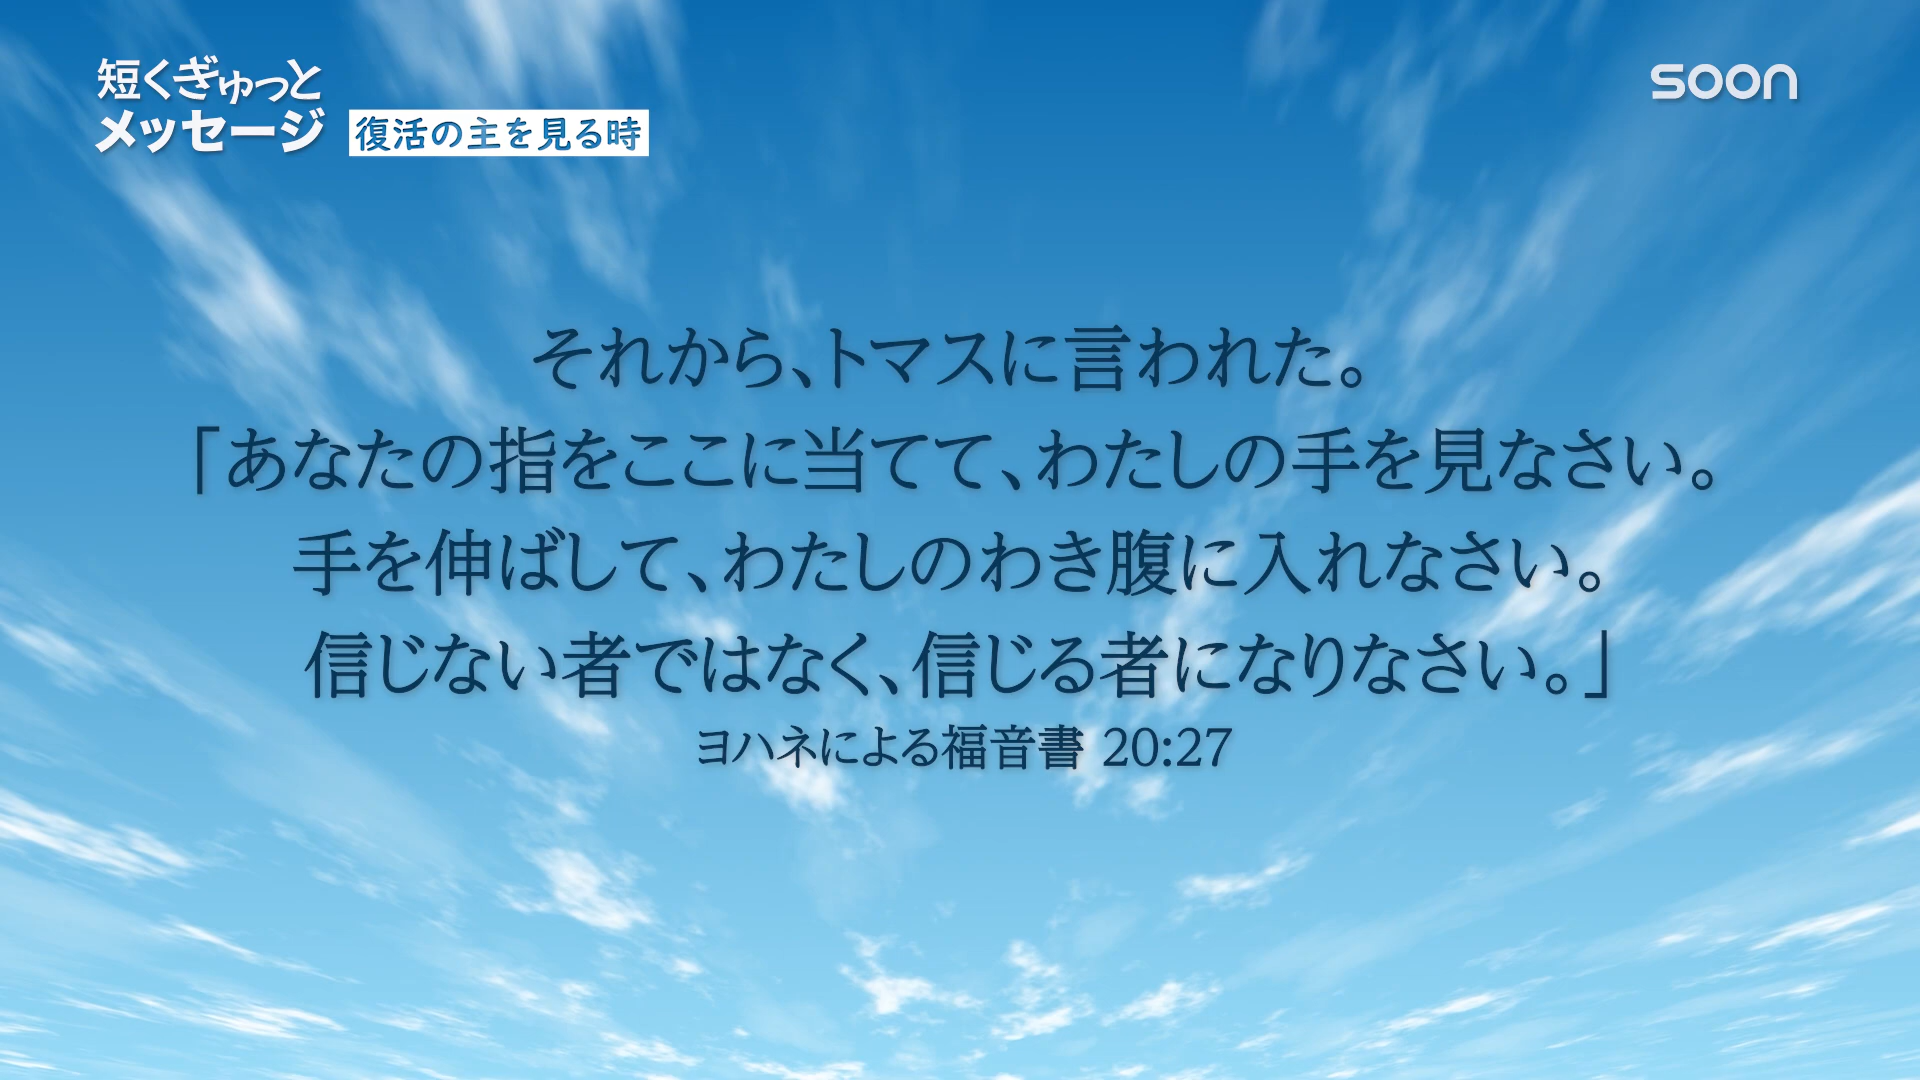 短くぎゅっと
メッセージ
復活の主を見る時
soon
それから、トマスに言われた。
「あなたの指をここに当てて、わたしの手を見なさい。
手を伸ばして、わたしのわき腹に入れなさい。
信じない者ではなく、信じる者になりなさい。」
ヨハネによる福音書 20:27